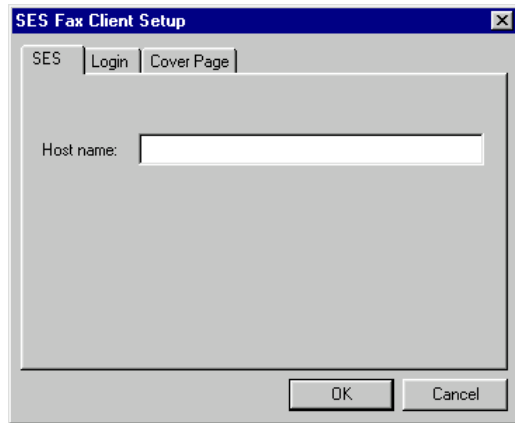 SES Fax Client Setup
SES Login Cover Page
Host name:
OK Cancel